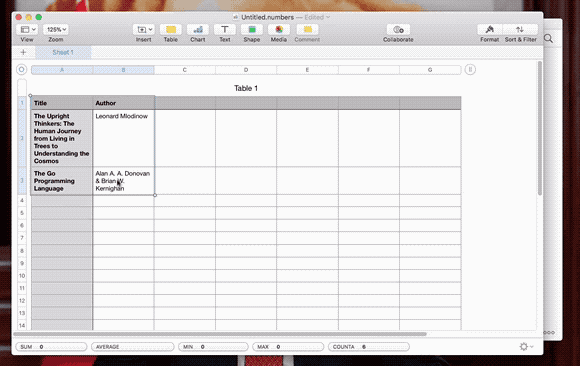 Untitled.numbers — Edited
125%
View Zoom Insert Table Chart Text Shape Media Comment Collaborate Format Sort & Filter
+ Sheet 1
A B C D E F G
Table 1
1 Title Author
2 The Upright Leonard Mlodinow
Thinkers: The
Human Journey
from Living in
Trees to
Understanding the
Cosmos
3 The Go Alan A. A. Donovan
Programming & Brian W.
Language Kernighan
4
5
6
7
8
9
10
11
12
13
14
SUM 0 AVERAGE MIN 0 MAX 0 COUNTA 6